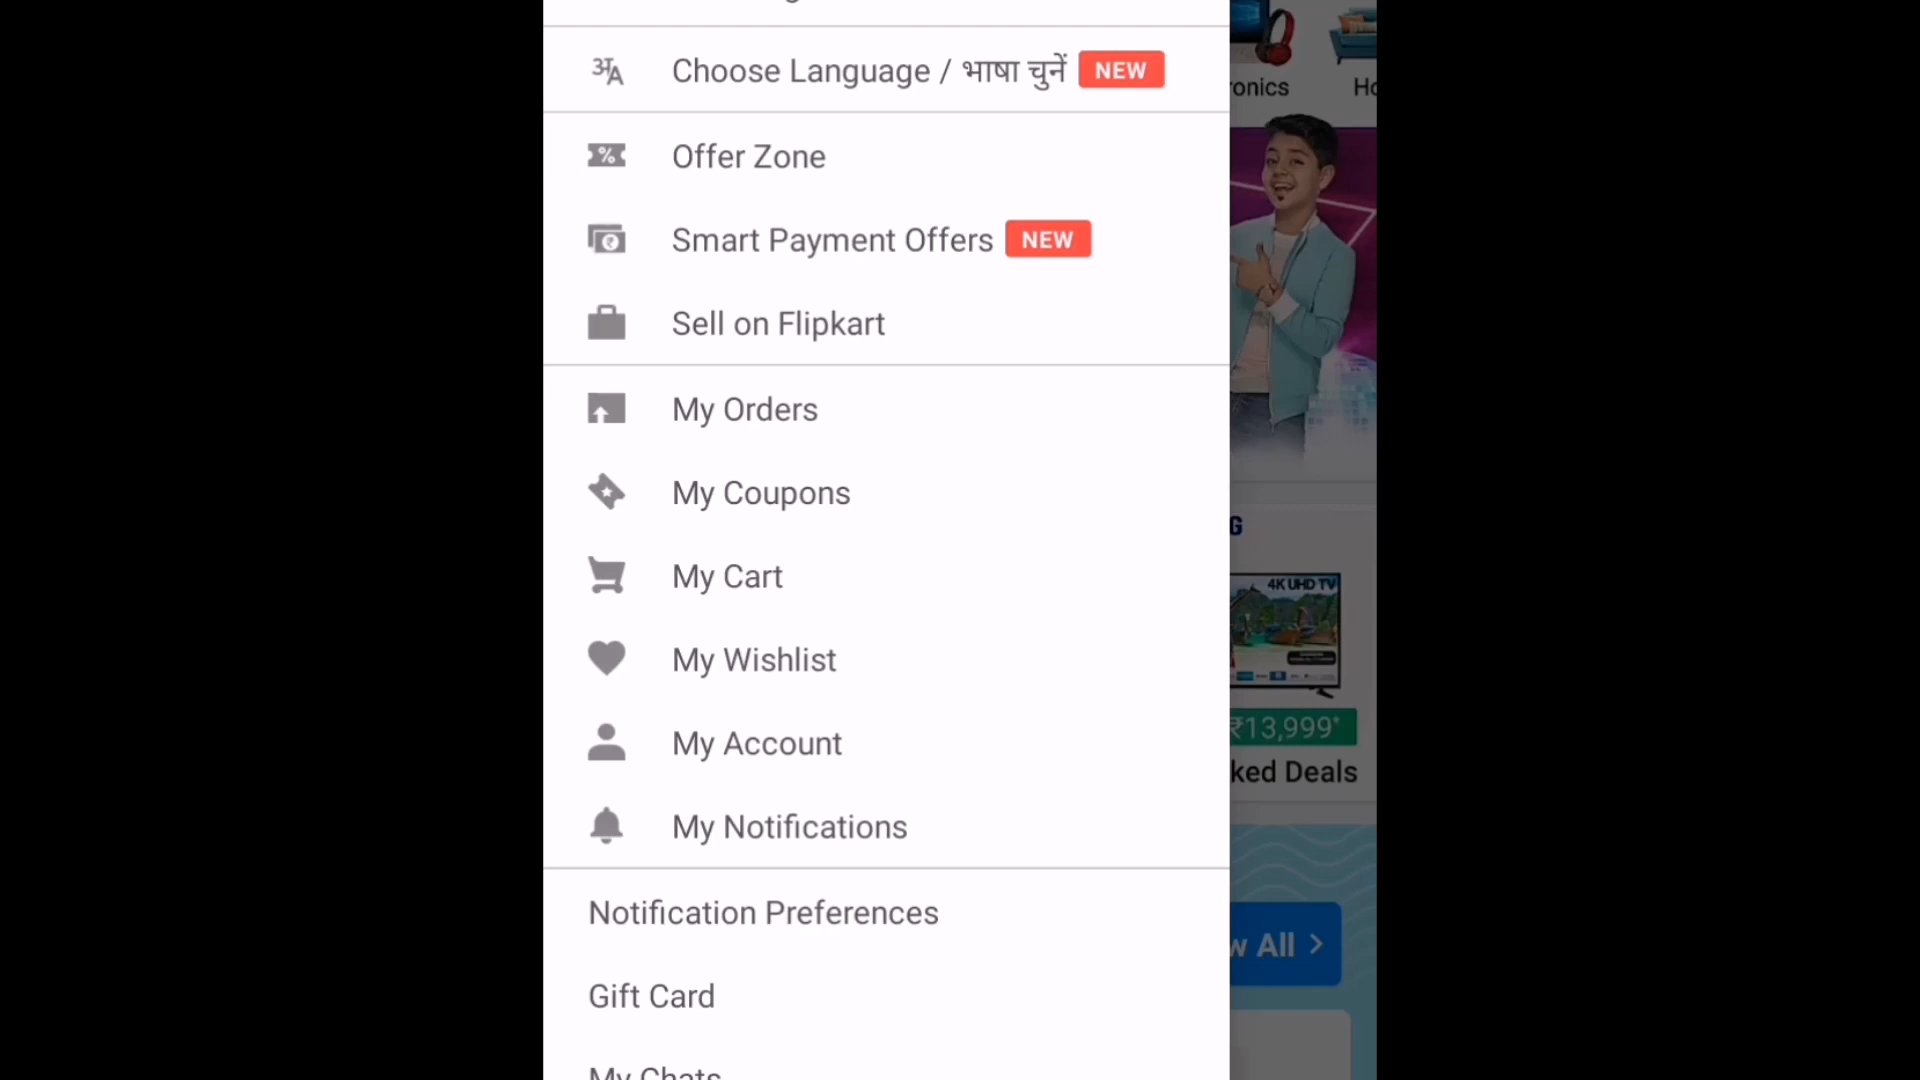 Choose Language / भाषा चुनें NEW
Offer Zone
Smart Payment Offers NEW
Sell on Flipkart
My Orders
My Coupons
My Cart
My Wishlist
My Account
My Notifications
Notification Preferences
Gift Card
My Chats
onics
Ho
G
4K UHD TV
₹13,999*
ked Deals
w All